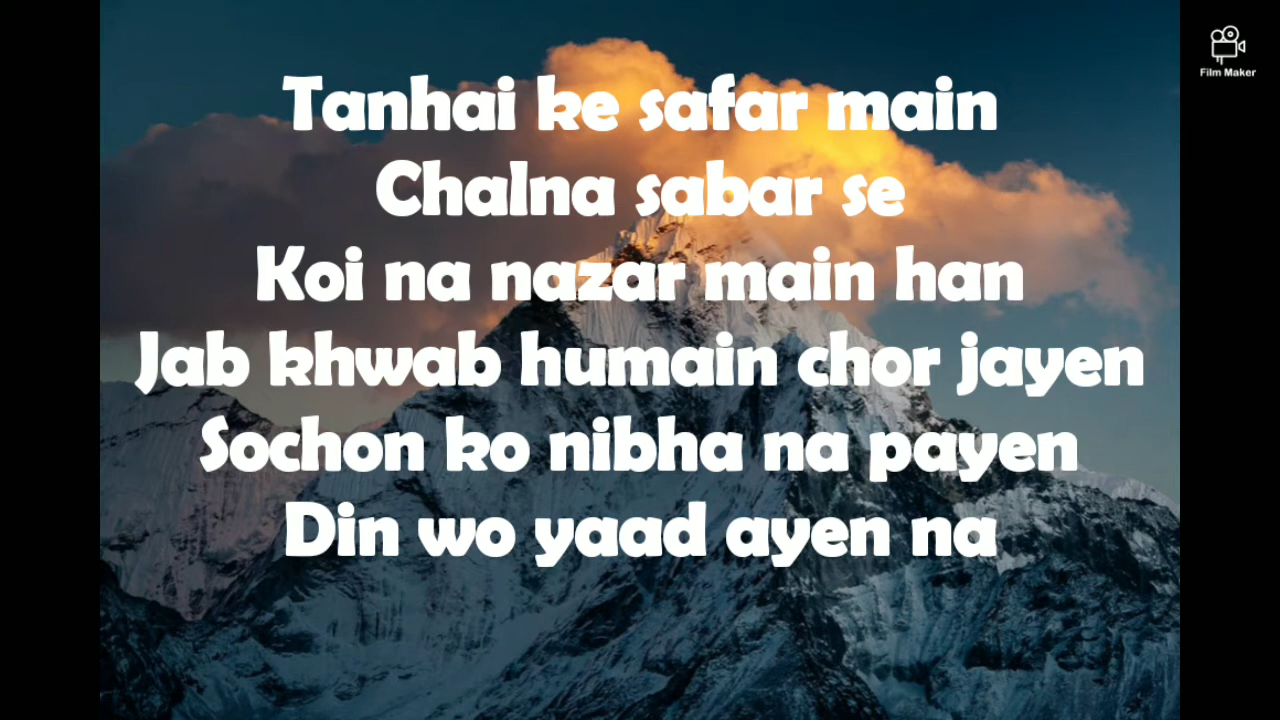 Tanhai ke safar main
Chalna sabar se
Koi na nazar main han
Jab khwab humain chor jayen
Sochon ko nibha na payen
Din wo yaad ayen na
Film Maker